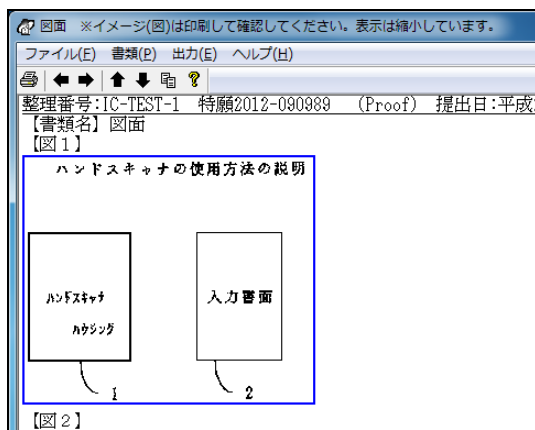 図面 ※イメージ(図)は印刷して確認してください。表示は縮小しています。
ファイル(F) 書類(P) 出力(E) ヘルプ(H)
整理番号:IC-TEST-1 特願2012-090989 (Proof) 提出日:平成
【書類名】図面
【図1】
ハンドスキャナの使用方法の説明
ハンドスキャナ
ハウジング
入力書面
1
2
【図2】